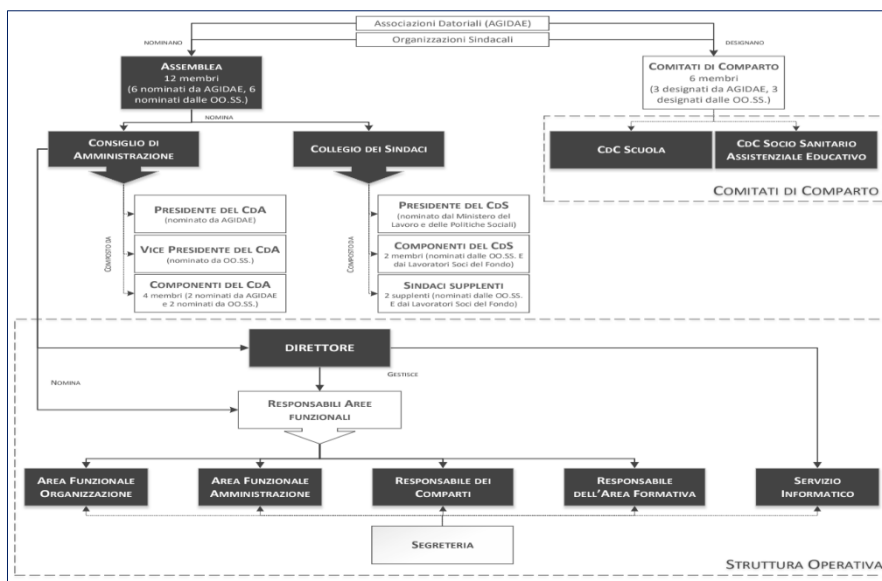 Associazioni Datoriali (AGIDAE)
Organizzazioni Sindacali
NOMINANO
DESIGNANO
ASSEMBLEA
12 membri
(6 nominati da AGIDAE, 6
nominati dalle OO.SS.)
COMITATI DI COMPARTO
6 membri
(3 designati da AGIDAE, 3
designati dalle OO.SS.)
NOMINA
CONSIGLIO DI
AMMINISTRAZIONE
COLLEGIO DEI SINDACI
CDC SCUOLA
CDC SOCIO SANITARIO
ASSISTENZIALE EDUCATIVO
COMITATI DI COMPARTO
COMPOSTO DA
PRESIDENTE DEL CDA
(nominato da AGIDAE)
VICE PRESIDENTE DEL CDA
(nominato da OO.SS.)
COMPONENTI DEL CDA
4 membri (2 nominati da AGIDAE
e 2 nominati da OO.SS.)
COMPOSTO DA
PRESIDENTE DEL CDS
(nominato dal Ministero del
Lavoro e delle Politiche Sociali)
COMPONENTI DEL CDS
2 membri (nominati dalle OO.SS. E
dai Lavoratori Soci del Fondo)
SINDACI SUPPLENTI
2 supplenti (nominati dalle OO.SS.
E dai Lavoratori Soci del Fondo)
DIRETTORE
NOMINA
GESTISCE
RESPONSABILI AREE
FUNZIONALI
AREA FUNZIONALE
ORGANIZZAZIONE
AREA FUNZIONALE
AMMINISTRAZIONE
RESPONSABILE DEI
COMPARTI
RESPONSABILE
DELL'AREA FORMATIVA
SERVIZIO
INFORMATICO
SEGRETERIA
STRUTTURA OPERATIVA